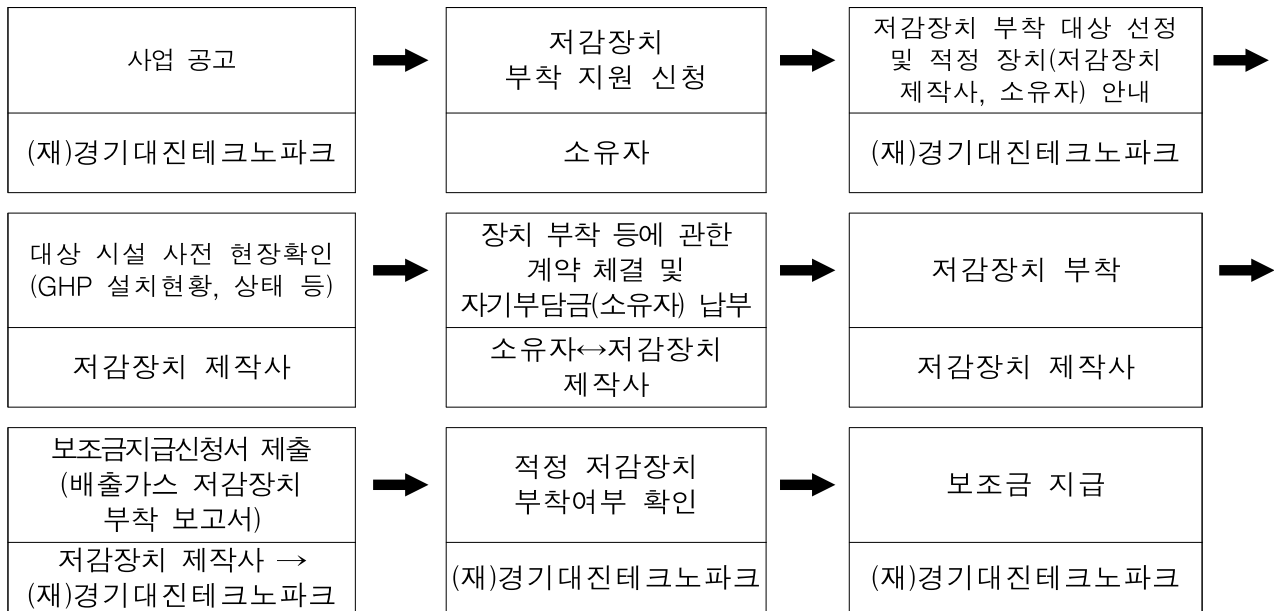 사업 공고
(재)경기대진테크노파크
저감장치
부착 지원 신청
소유자
저감장치 부착 대상 선정
및 적정 장치(저감장치
제작사, 소유자) 안내
(재)경기대진테크노파크
대상 시설 사전 현장확인
(GHP 설치현황, 상태 등)
저감장치 제작사
장치 부착 등에 관한
계약 체결 및
자기부담금(소유자) 납부
소유자↔저감장치
제작사
저감장치 부착
저감장치 제작사
보조금지급신청서 제출
(배출가스 저감장치
부착 보고서)
저감장치 제작사 →
(재)경기대진테크노파크
적정 저감장치
부착여부 확인
(재)경기대진테크노파크
보조금 지급
(재)경기대진테크노파크